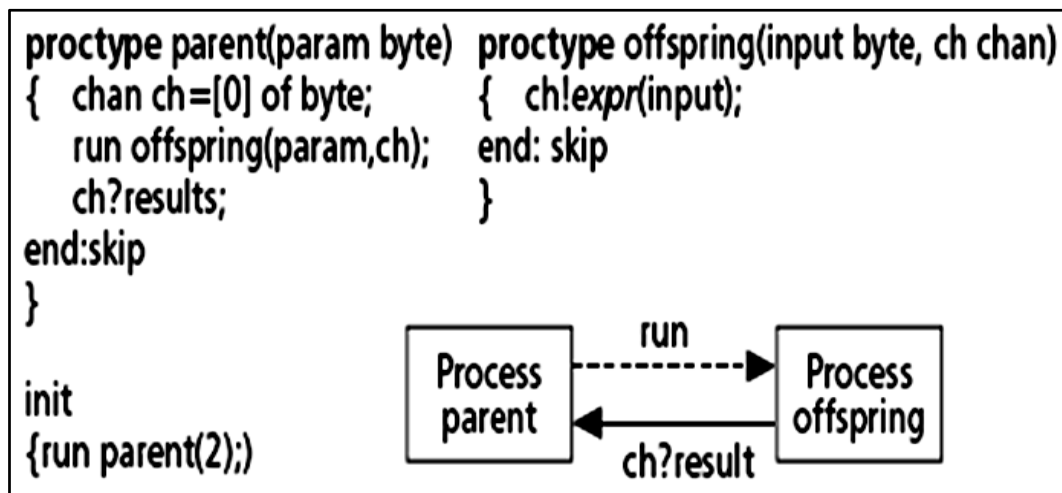 proctype parent(param byte)
{ chan ch=[0] of byte;
run offspring(param,ch);
ch?results;
end:skip
}
init
{run parent(2);)
proctype offspring(input byte, ch chan)
{ ch!expr(input);
end: skip
}
Process
parent
run
Process
offspring
ch?result